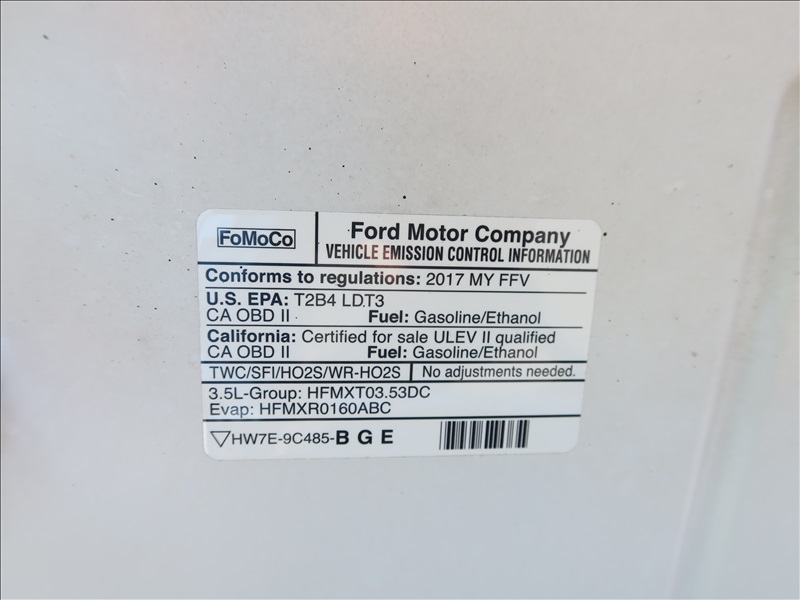 FoMoCo
Ford Motor Company
VEHICLE EMISSION CONTROL INFORMATION
Conforms to regulations: 2017 MY FFV
U.S. EPA: T2B4 LDT3
CA OBD II Fuel: Gasoline/Ethanol
California: Certified for sale ULEV II qualified
CA OBD II Fuel: Gasoline/Ethanol
TWC/SFI/HO2S/WR-HO2S No adjustments needed.
3.5L-Group: HFMXT03.53DC
Evap: HFMXR0160ABC
HW7E-9C485-B G E